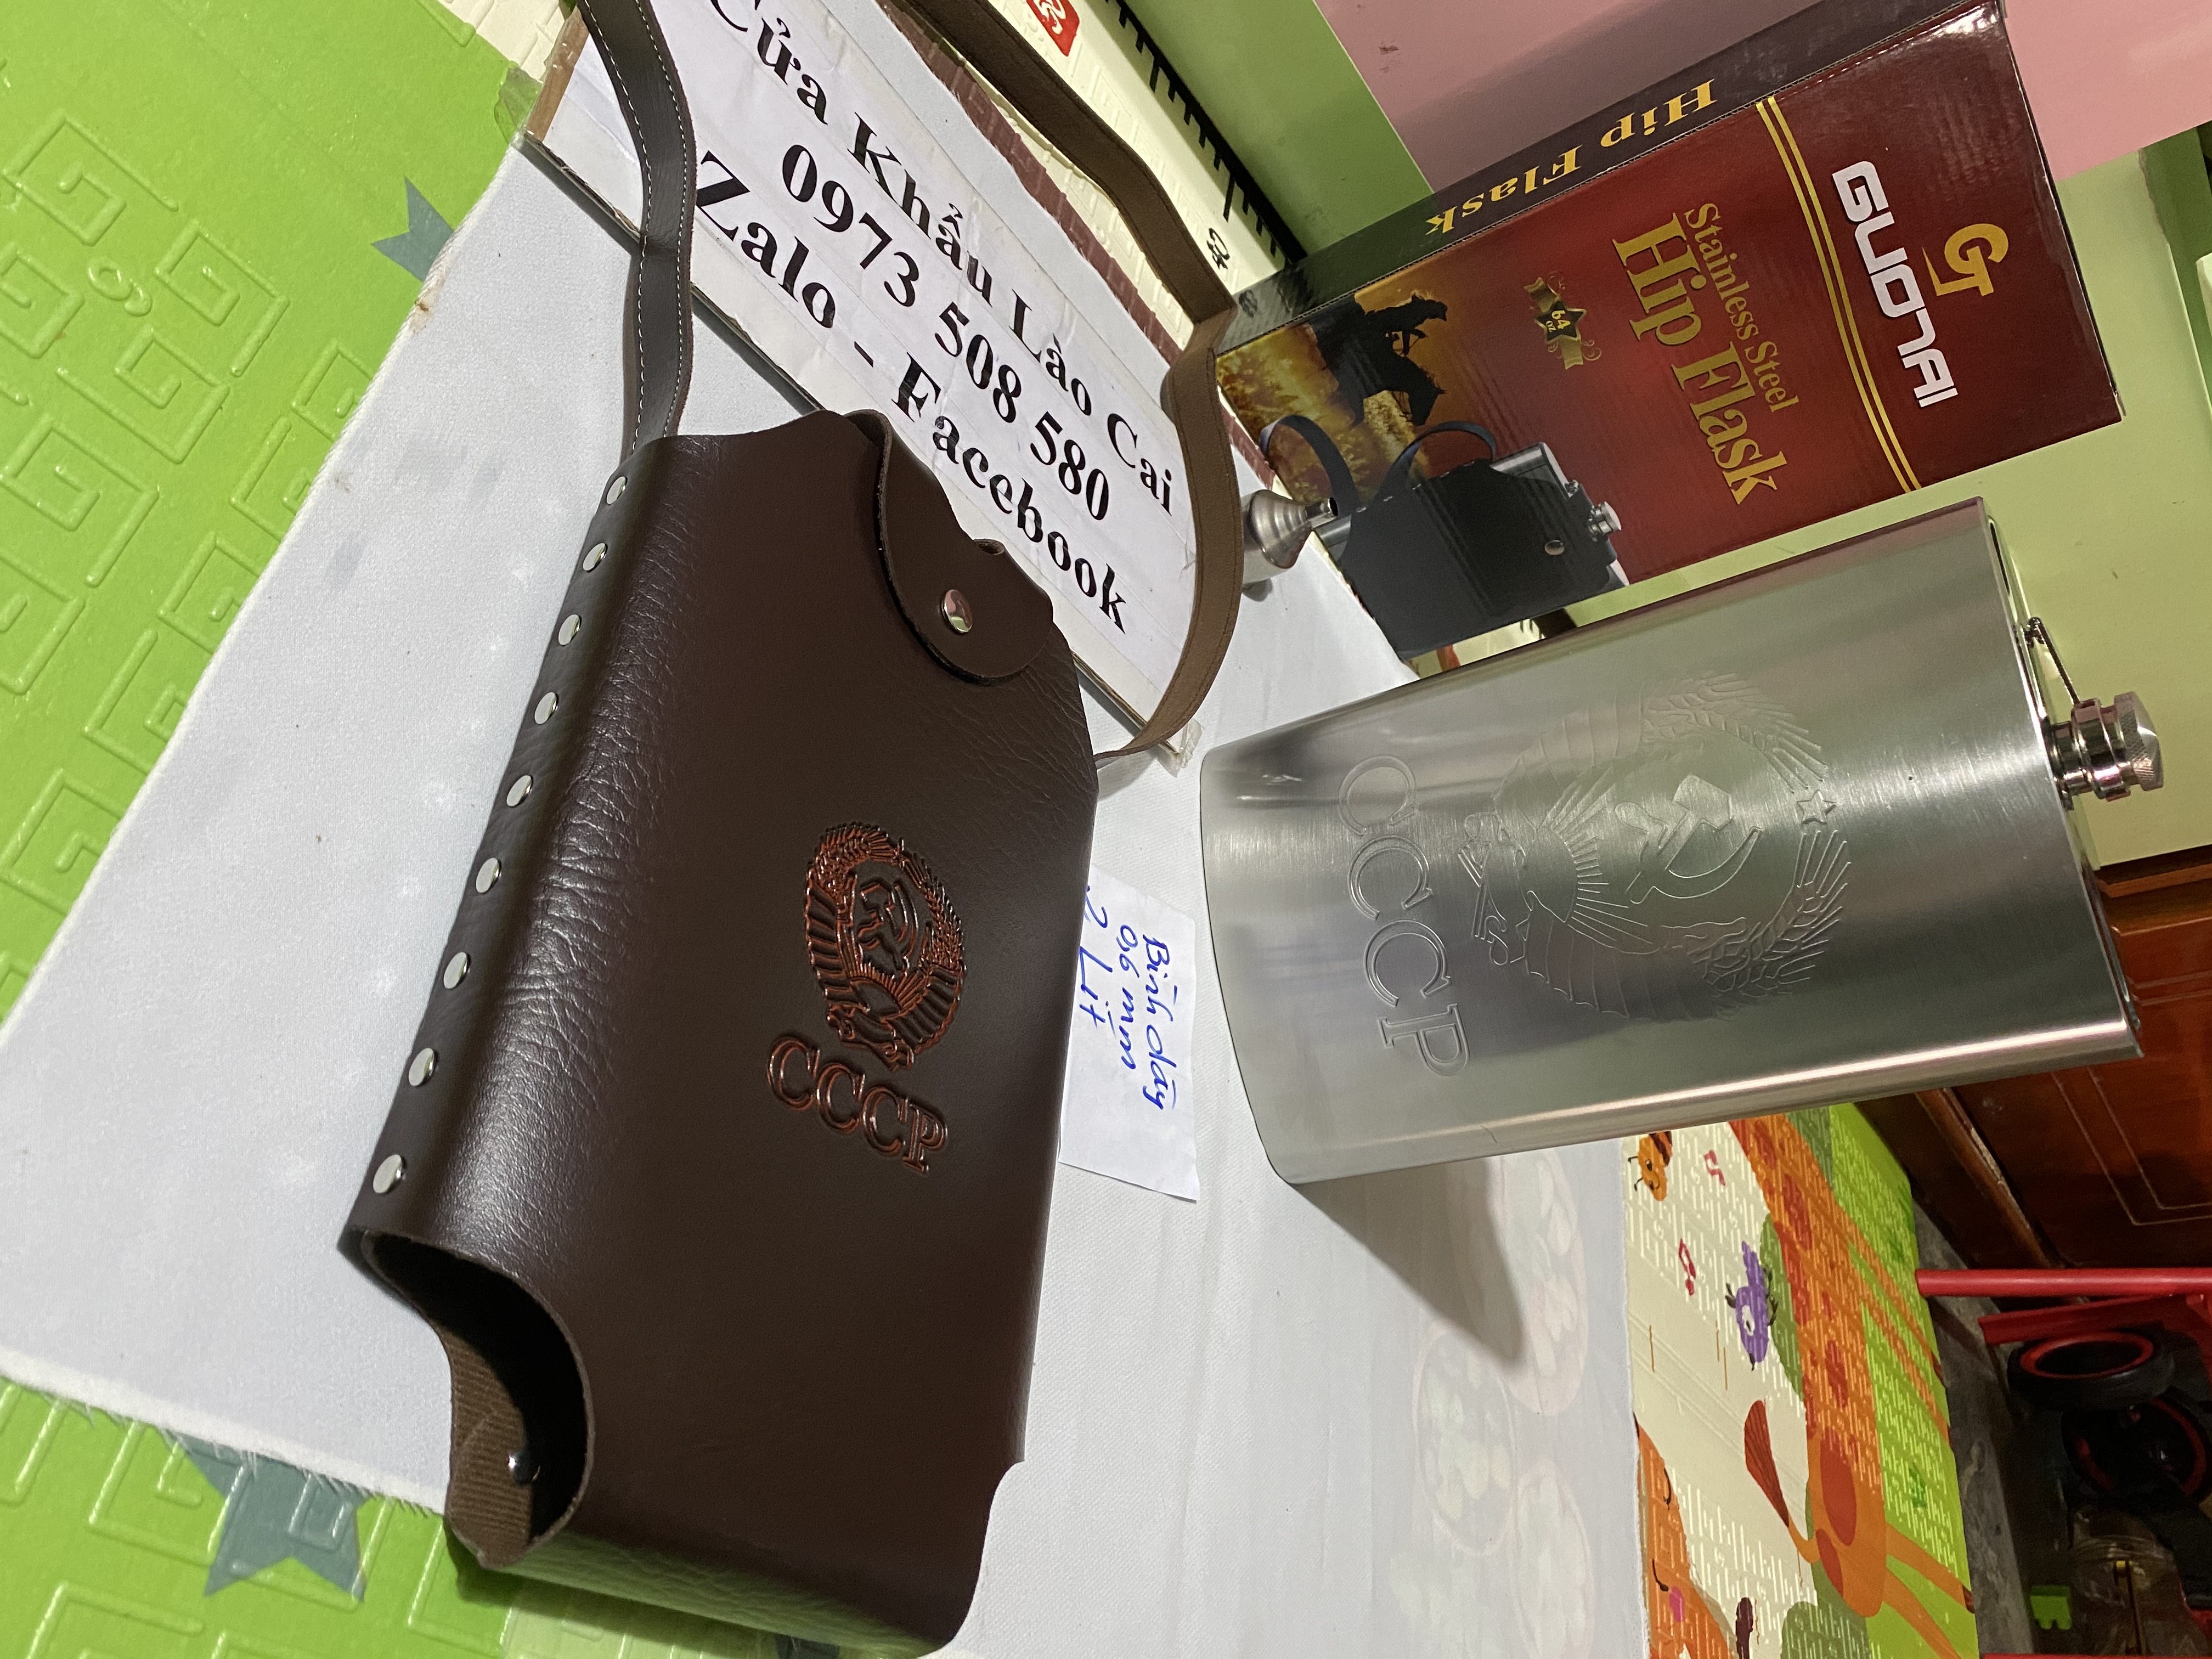 Cửa Khẩu Lào Cai
0973 508 580
Zalo - Facebook
Hip Flask
GUOTAI
Stainless Steel
Hip Flask
64
oz
CCCP
CCCP
Bình dày
0,6 mm
2 Lít